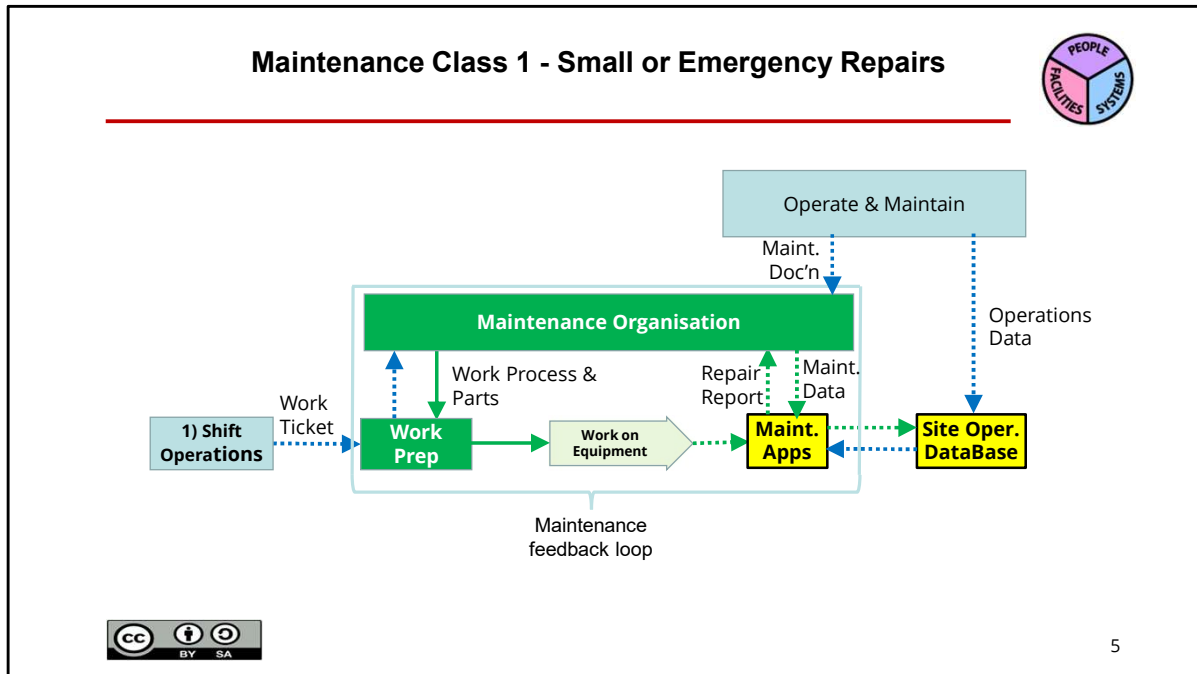 Maintenance Class 1 - Small or Emergency Repairs
PEOPLE
FACILITIES
SYSTEMS
Operate & Maintain
Maint.
Doc'n
Maintenance Organisation
Operations
Data
Work Process &
Parts
Repair
Report
Maint.
Data
Work
Ticket
1) Shift
Operations
Work
Prep
Work on
Equipment
Maint.
Apps
Site Oper.
DataBase
Maintenance
feedback loop
cc
BY SA
5